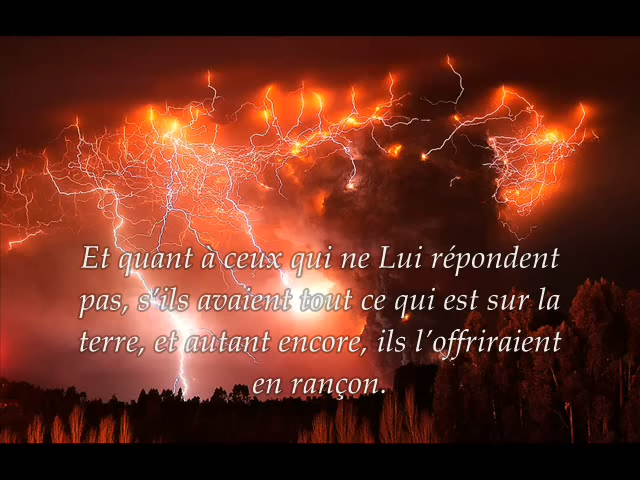 Et quant à ceux qui ne Lui répondent
pas, s'ils avaient tout ce qui est sur la
terre, et autant encore, ils l'offriraient
en rançon.